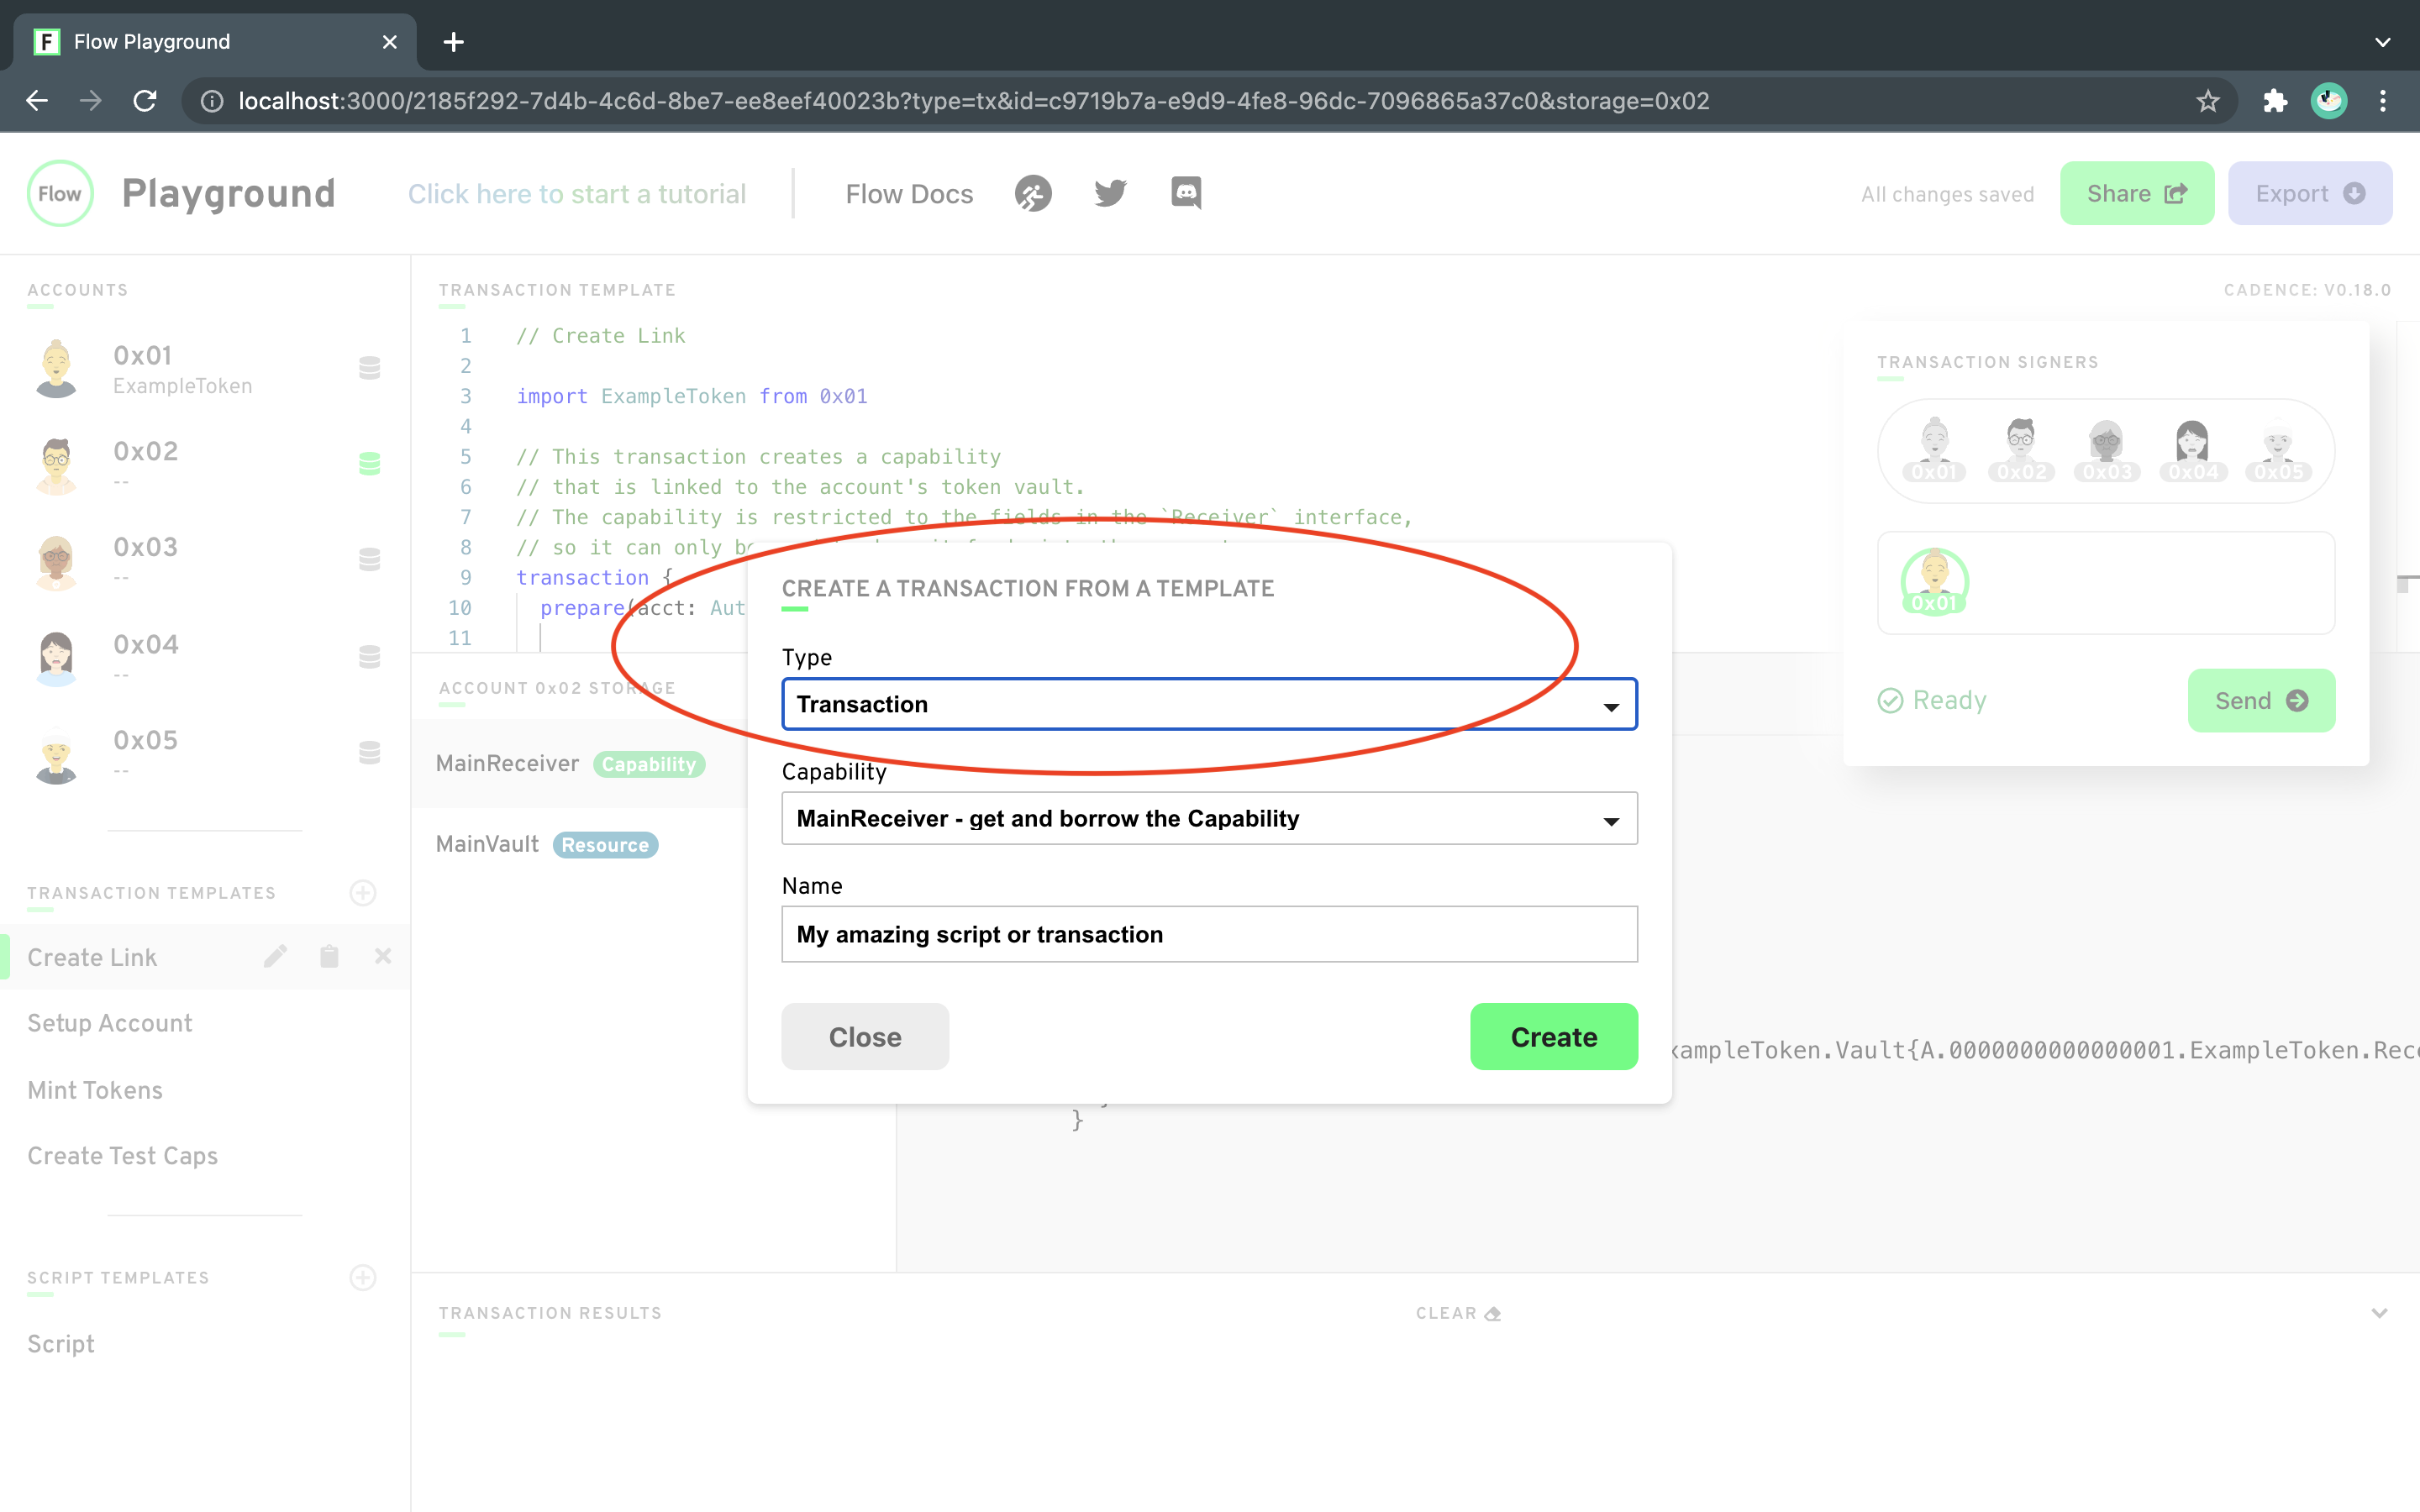 F Flow Playground
localhost:3000/2185f292-7d4b-4c6d-8be7-ee8eef40023b?type=tx&id=c9719b7a-e9d9-4fe8-96dc-7096865a37c0&storage=0x02
Flow Playground Click here to start a tutorial Flow Docs All changes saved Share Export
ACCOUNTS
0x01
ExampleToken
0x02
--
0x03
--
0x04
--
0x05
--
TRANSACTION TEMPLATES
Create Link
Setup Account
Mint Tokens
Create Test Caps
SCRIPT TEMPLATES
Script
TRANSACTION TEMPLATE CADENCE: V0.18.0
1 // Create Link
2
3 import ExampleToken from 0x01
4
5 // This transaction creates a capability
6 // that is linked to the account's token vault.
7 // The capability is restricted to the fields in the `Receiver` interface,
8 // so it can only
9 transaction {
10 prepare(acct: Aut
11
TRANSACTION SIGNERS
0x01 0x02 0x03 0x04 0x05
0x01
Ready Send
ACCOUNT 0x02 STORAGE
MainReceiver Capability
MainVault Resource
CREATE A TRANSACTION FROM A TEMPLATE
Type
Transaction
Capability
MainReceiver - get and borrow the Capability
Name
My amazing script or transaction
Close Create
xampleToken.Vault{A.0000000000000001.ExampleToken.Rec
}
TRANSACTION RESULTS CLEAR